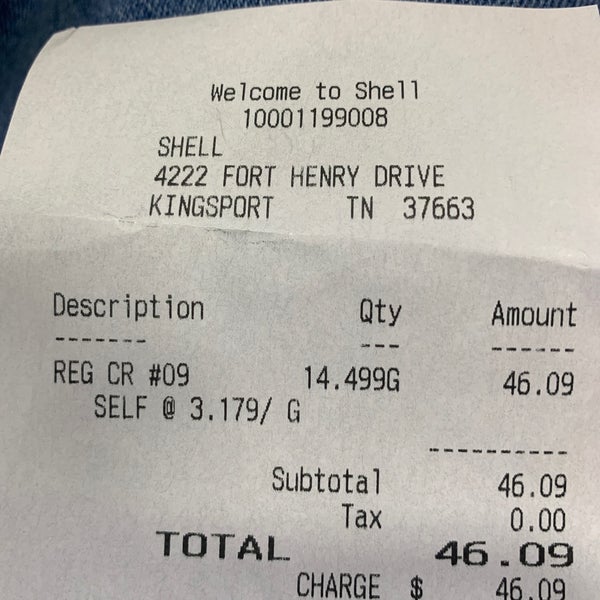 Welcome to Shell
10001199008
SHELL
4222 FORT HENRY DRIVE
KINGSPORT TN 37663
Description Qty Amount
------- --- ------
REG CR #09 14.499G 46.09
SELF @ 3.179/ G
----------
Subtotal 46.09
Tax 0.00
TOTAL 46.09
CHARGE $ 46.09